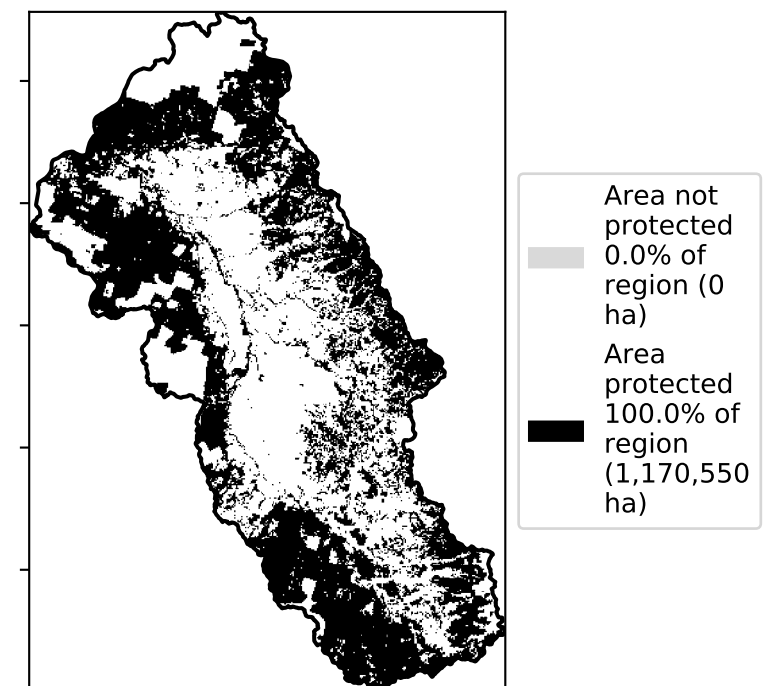 Area not
protected
0.0% of
region (0
ha)
Area
protected
100.0% of
region
(1,170,550
ha)